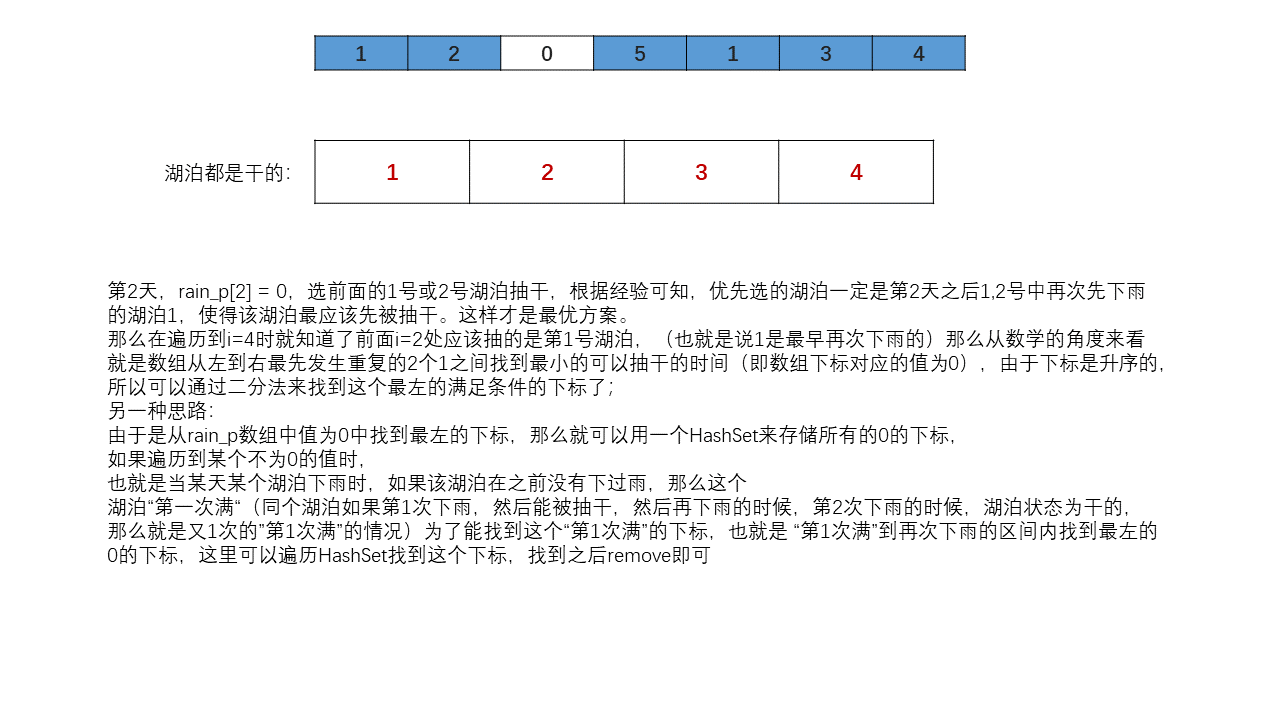 1 2 0 5 1 3 4
湖泊都是干的： 1 2 3 4
第2天，rain_p[2] = 0，选前面的1号或2号湖泊抽干，根据经验可知，优先选的湖泊一定是第2天之后1,2号中再次先下雨
的湖泊1，使得该湖泊最应该先被抽干。这样才是最优方案。
那么在遍历到i=4时就知道了前面i=2处应该抽的是第1号湖泊，（也就是说1是最早再次下雨的）那么从数学的角度来看
就是数组从左到右最先发生重复的2个1之间找到最小的可以抽干的时间（即数组下标对应的值为0），由于下标是升序的，
所以可以通过二分法来找到这个最左的满足条件的下标了；
另一种思路：
由于是从rain_p数组中值为0中找到最左的下标，那么就可以用一个HashSet来存储所有的0的下标，
如果遍历到某个不为0的值时，
也就是当某天某个湖泊下雨时，如果该湖泊在之前没有下过雨，那么这个
湖泊“第一次满“（同个湖泊如果第1次下雨，然后能被抽干，然后再下雨的时候，第2次下雨的时候，湖泊状态为干的，
那么就是又1次的”第1次满”的情况）为了能找到这个“第1次满”的下标，也就是 “第1次满”到再次下雨的区间内找到最左的
0的下标，这里可以遍历HashSet找到这个下标，找到之后remove即可